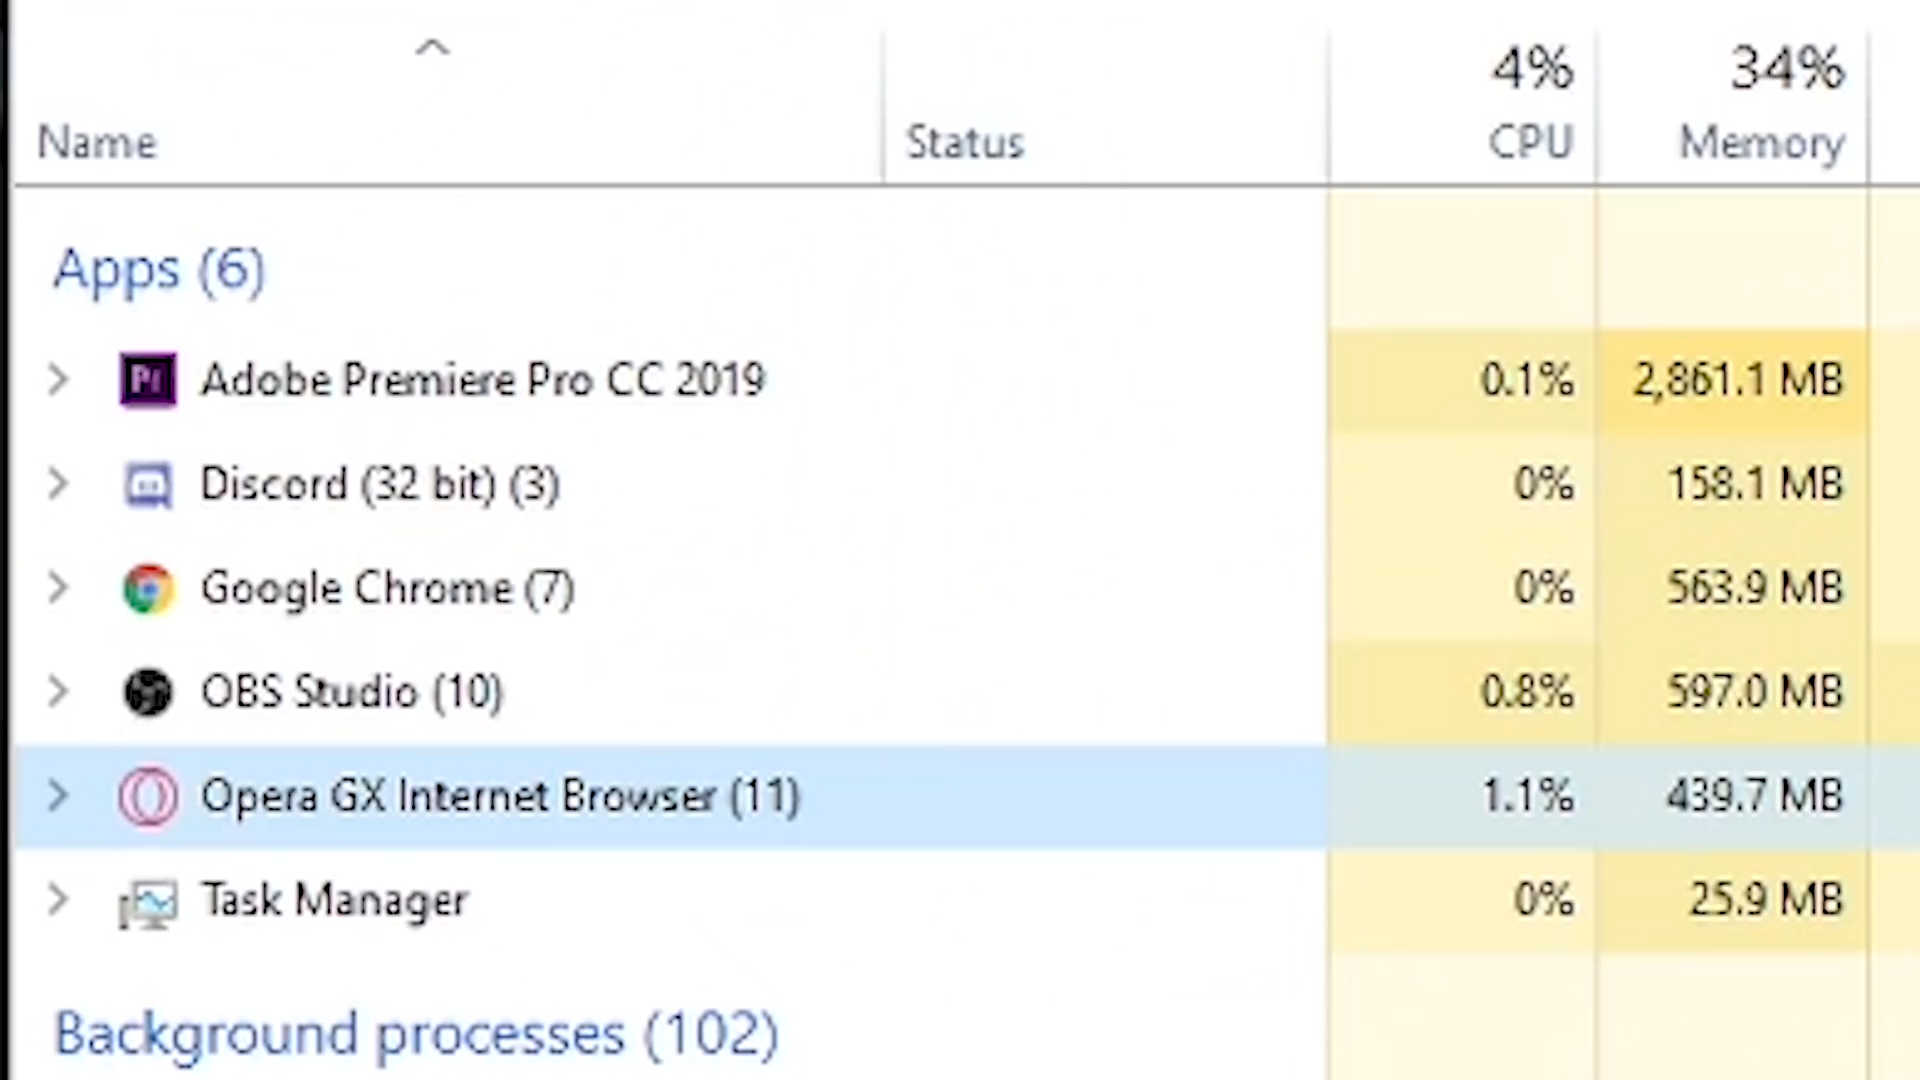 4% 34%
Name Status CPU Memory
Apps (6)
Pr Adobe Premiere Pro CC 2019 0.1% 2,861.1 MB
Discord (32 bit) (3) 0% 158.1 MB
Google Chrome (7) 0% 563.9 MB
OBS Studio (10) 0.8% 597.0 MB
Opera GX Internet Browser (11) 1.1% 439.7 MB
Task Manager 0% 25.9 MB
Background processes (102)